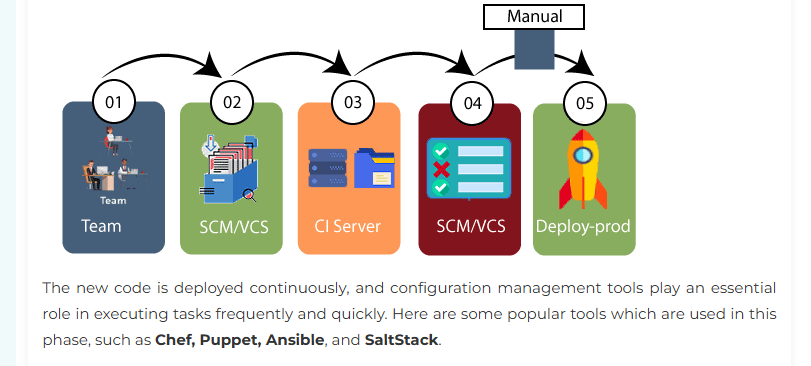 Manual
01
02
03
04
05
Team
Team
SCM/VCS
CI Server
SCM/VCS
Deploy-prod
The new code is deployed continuously, and configuration management tools play an essential
role in executing tasks frequently and quickly. Here are some popular tools which are used in this
phase, such as Chef, Puppet, Ansible, and SaltStack.